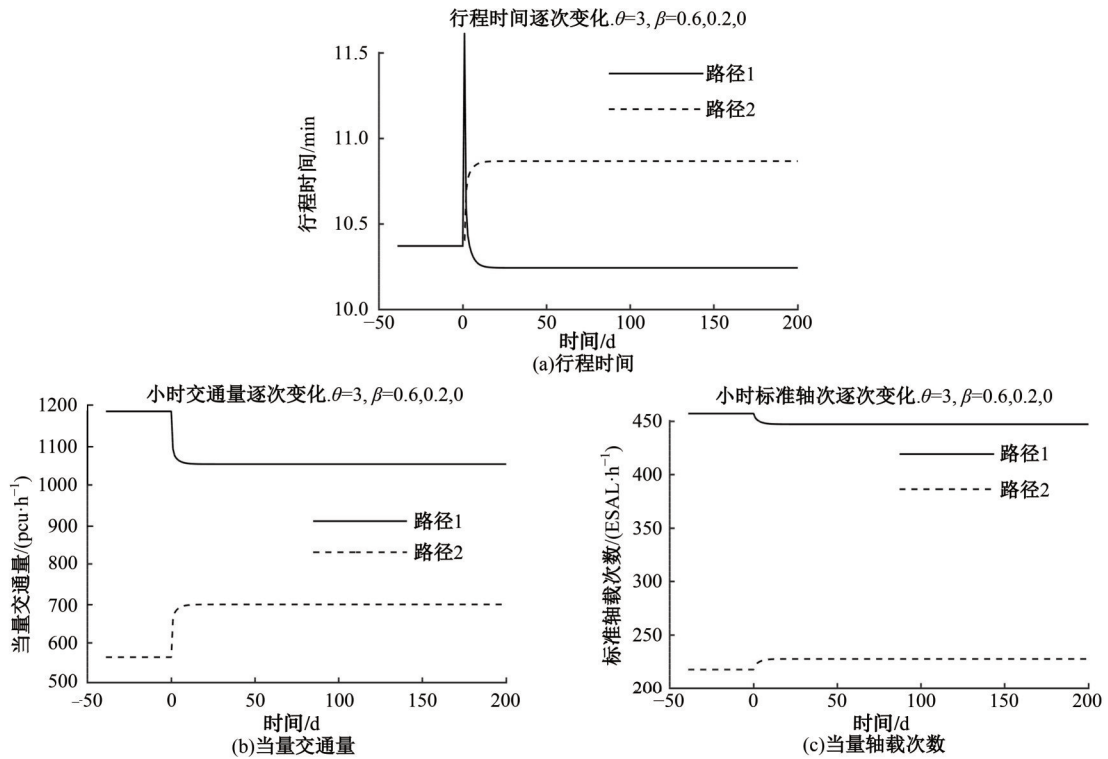 行程时间逐次变化.θ=3, β=0.6,0.2,0
11.5
11.0
10.5
10.0
行程时间/min
路径1
路径2
−50
0
50
100
150
200
时间/d
(a)行程时间
小时交通量逐次变化.θ=3, β=0.6,0.2,0
1200
1100
1000
900
800
700
600
500
当量交通量/(pcu·h⁻¹)
路径1
路径2
−50
0
50
100
150
200
时间/d
(b)当量交通量
小时标准轴次逐次变化.θ=3, β=0.6,0.2,0
450
400
350
300
250
200
标准轴载次数/(ESAL·h⁻¹)
路径1
路径2
−50
0
50
100
150
200
时间/d
(c)当量轴载次数